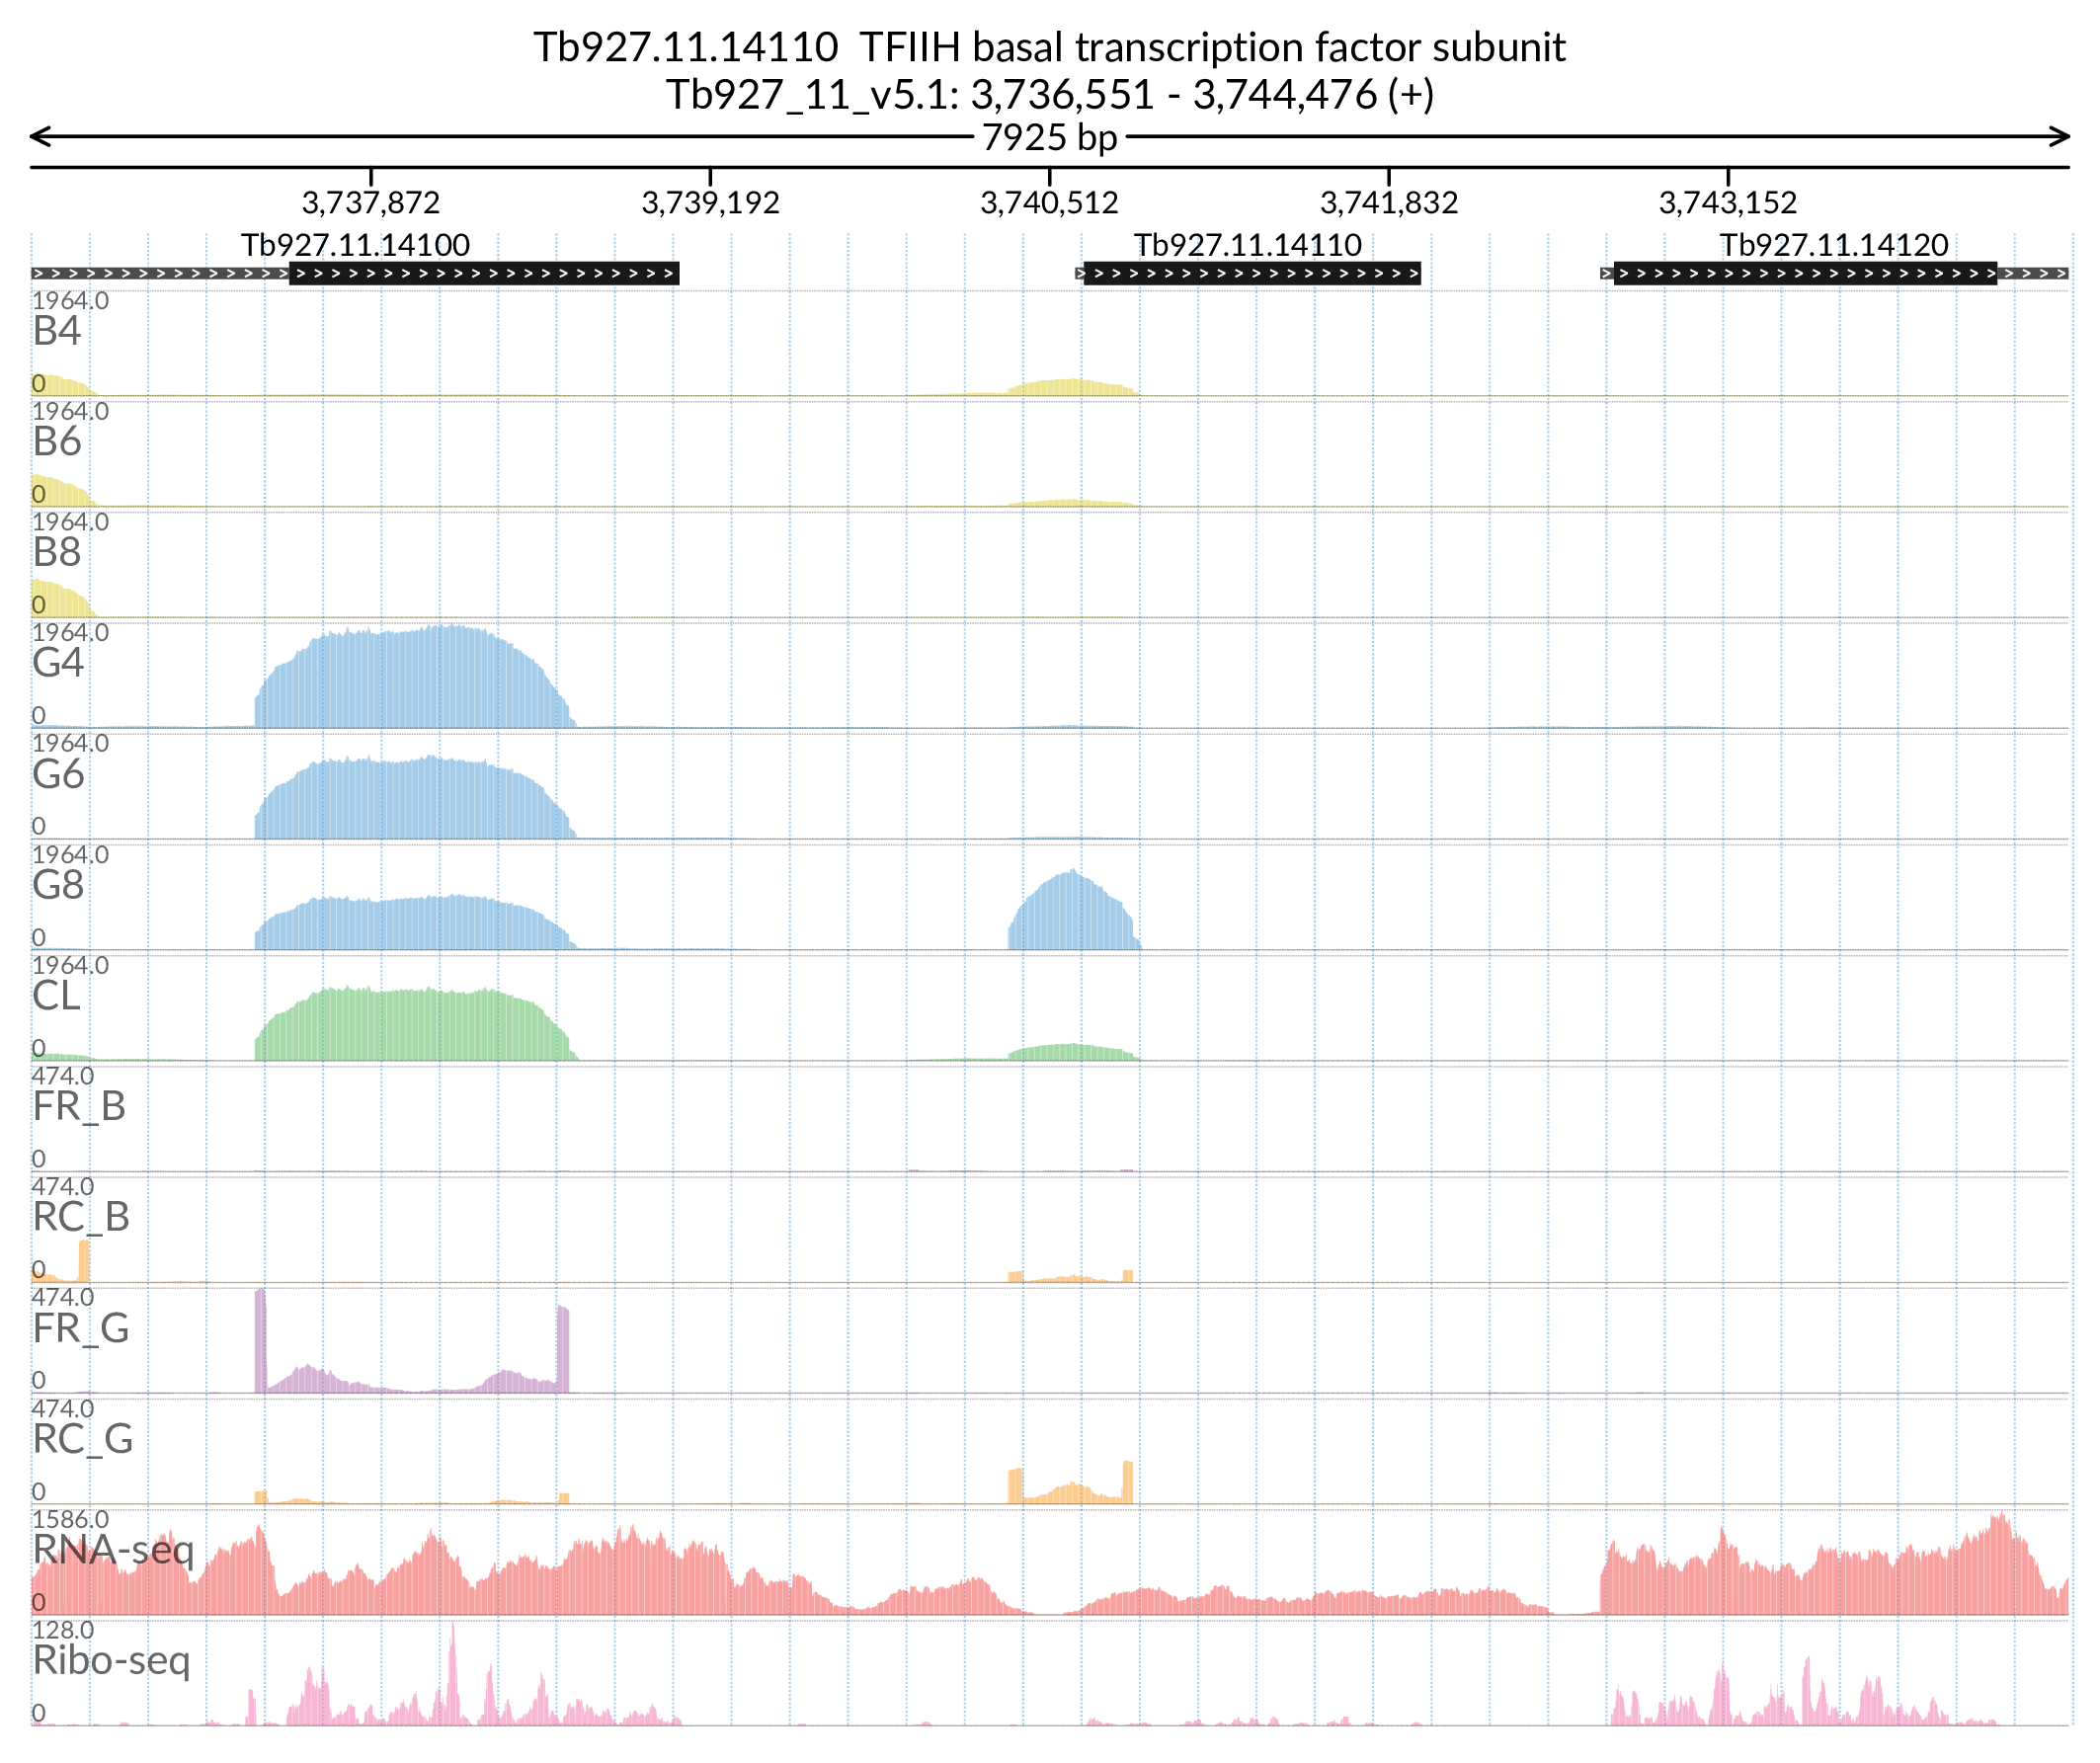 Tb927.11.14110  TFIIH basal transcription factor subunit
Tb927_11_v5.1: 3,736,551 - 3,744,476 (+)
7925 bp
3,737,872 3,739,192 3,740,512 3,741,832 3,743,152
Tb927.11.14100 Tb927.11.14110 Tb927.11.14120
1964.0
B4
0
1964.0
B6
0
1964.0
B8
0
1964.0
G4
0
1964.0
G6
0
1964.0
G8
0
1964.0
CL
0
474.0
FR_B
0
474.0
RC_B
0
474.0
FR_G
0
474.0
RC_G
0
1586.0
RNA-seq
0
128.0
Ribo-seq
0